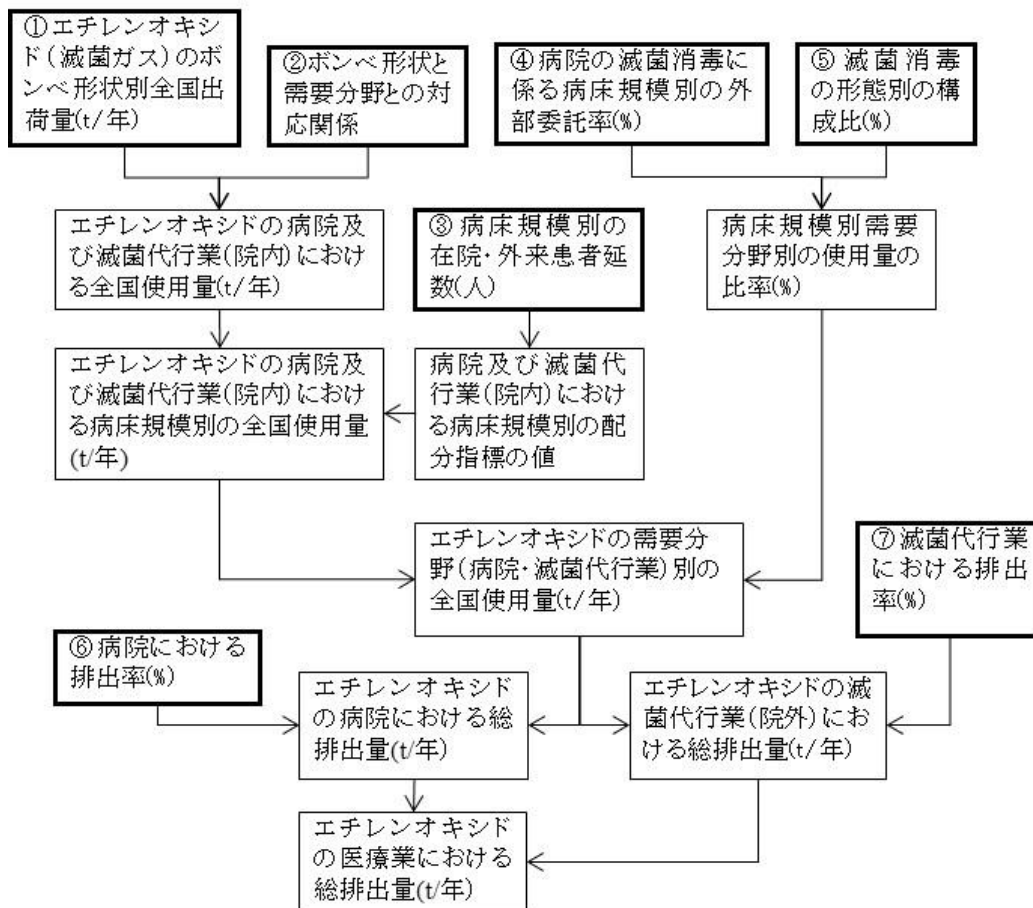 ①エチレンオキシ
ド(滅菌ガス)のボ
ンベ形状別全国出
荷量(t/年)
②ボンベ形状と
需要分野との対
応関係
④病院の滅菌消毒に
係る病床規模別の外
部委託率(%)
⑤滅菌消毒
の形態別の構
成比(%)
エチレンオキシドの病院
及び滅菌代行業(院内)におけ
る全国使用量(t/年)
③病床規模別の
在院・外来患者延
数(人)
病床規模別需要
分野別の使用量の
比率(%)
エチレンオキシドの病院及
び滅菌代行業(院内)におけ
る病床規模別の全国使用量
(t/年)
病院及び滅菌代
行業(院内)におけ
る病床規模別の配
分指標の値
エチレンオキシドの需要分
野(病院・滅菌代行業)別の
全国使用量(t/年)
⑦滅菌代行業
における排出
率(%)
⑥病院における
排出率(%)
エチレンオキシド
の病院における総
排出量(t/年)
エチレンオキシドの滅
菌代行業(院外)にお
ける総排出量(t/年)
エチレンオキシド
の医療業における
総排出量(t/年)